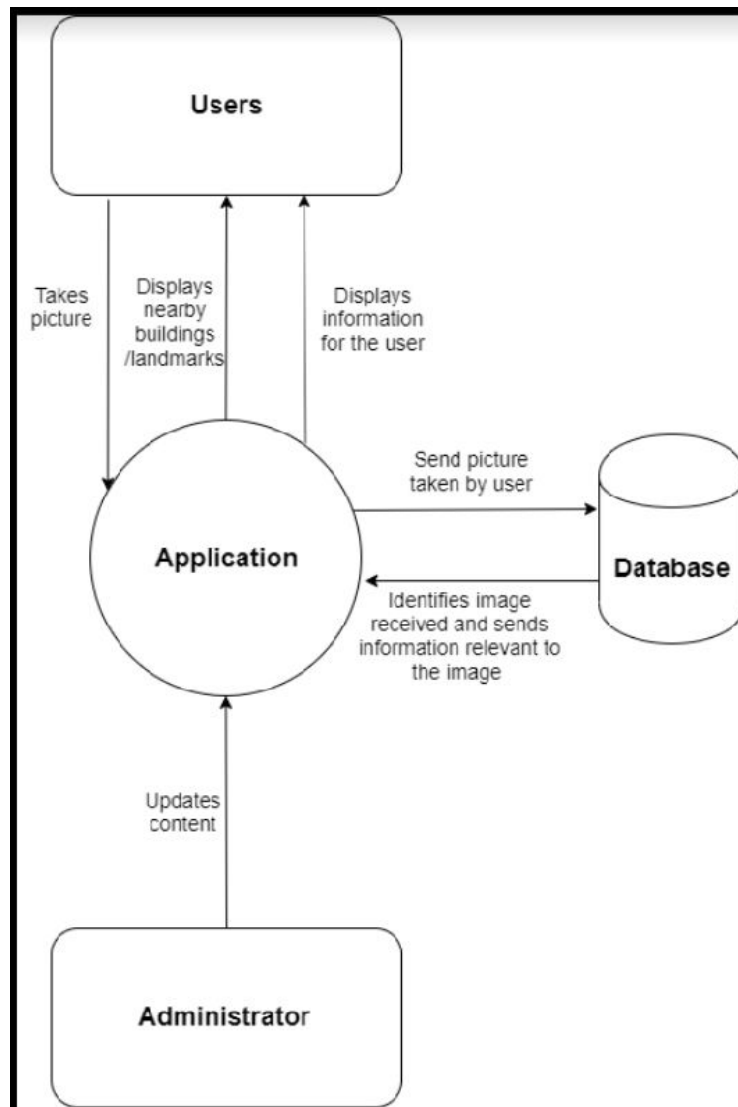 Users
Takes
picture
Displays
nearby
buildings
/landmarks
Displays
information
for the user
Send picture
taken by user
Application
Database
Identifies image
received and sends
information relevant to
the image
Updates
content
Administrator